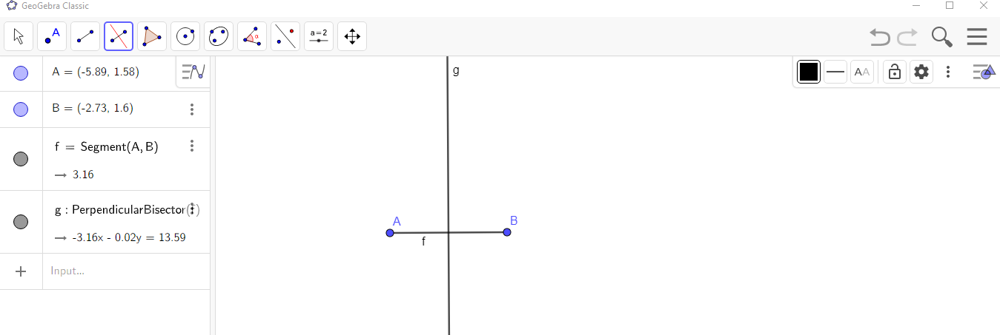 GeoGebra Classic
A
α
a=2
A = (-5.89, 1.58)
B = (-2.73, 1.6)
f = Segment(A, B)
→ 3.16
g : PerpendicularBisector(f)
→ -3.16x - 0.02y = 13.59
+ Input...
g
AA
A
B
f